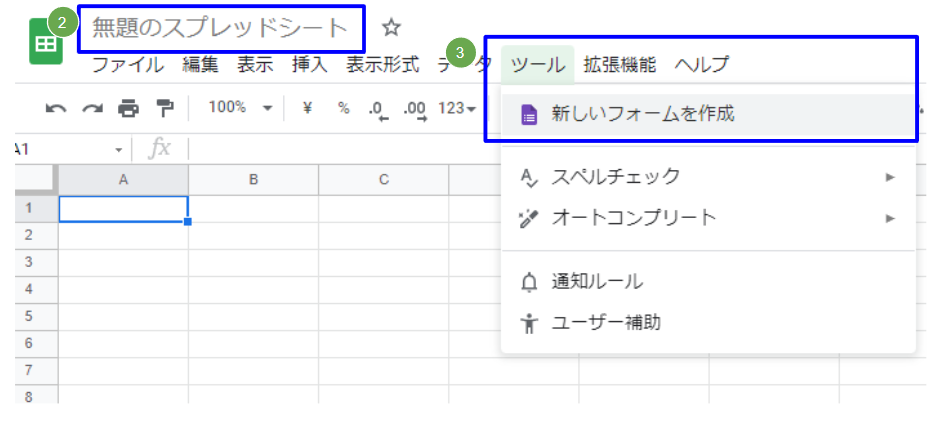 2 無題のスプレッドシート
3
ファイル 編集 表示 挿入 表示形式 データ ツール 拡張機能 ヘルプ
100% ¥ % .0 .00 123
新しいフォームを作成
A1 fx
スペルチェック
オートコンプリート
通知ルール
ユーザー補助
A B C
1
2
3
4
5
6
7
8